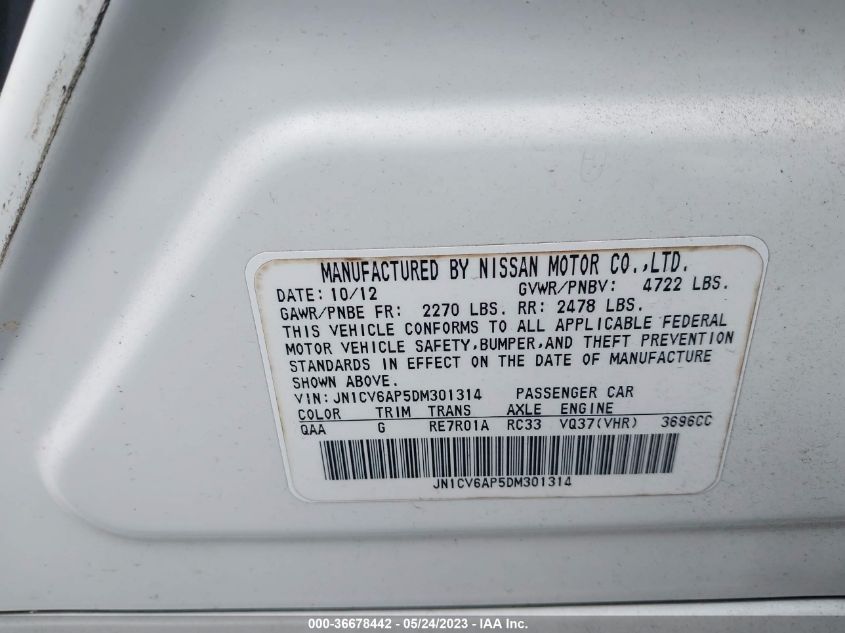 MANUFACTURED BY NISSAN MOTOR CO.,LTD.
DATE: 10/12 GVWR/PNBV: 4722 LBS.
GAWR/PNBE FR: 2270 LBS. RR: 2478 LBS.
THIS VEHICLE CONFORMS TO ALL APPLICABLE FEDERAL
MOTOR VEHICLE SAFETY,BUMPER,AND THEFT PREVENTION
STANDARDS IN EFFECT ON THE DATE OF MANUFACTURE
SHOWN ABOVE.
VIN: JN1CV6AP5DM301314 PASSENGER CAR
COLOR TRIM TRANS AXLE ENGINE
QAA G RE7R01A RC33 VQ37(VHR) 3696CC
JN1CV6AP5DM301314
000-36678442 - 05/24/2023 - IAA Inc.